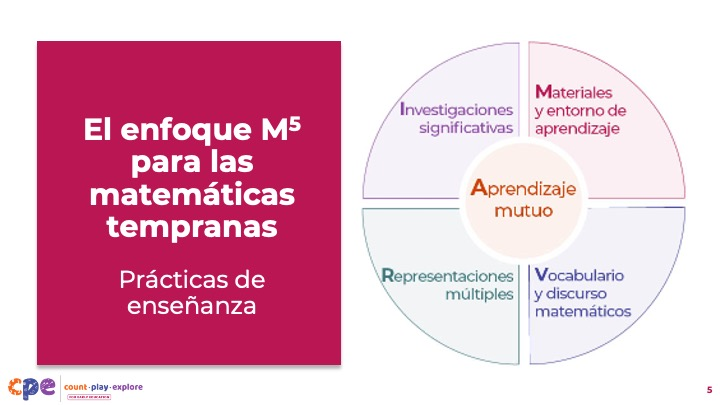 El enfoque M⁵
para las
matemáticas
tempranas
Prácticas de
enseñanza
Investigaciones
significativas
Materiales
y entorno de
aprendizaje
Aprendizaje
mutuo
Representaciones
múltiples
Vocabulario
y discurso
matemáticos
cpe
count·play·explore
5